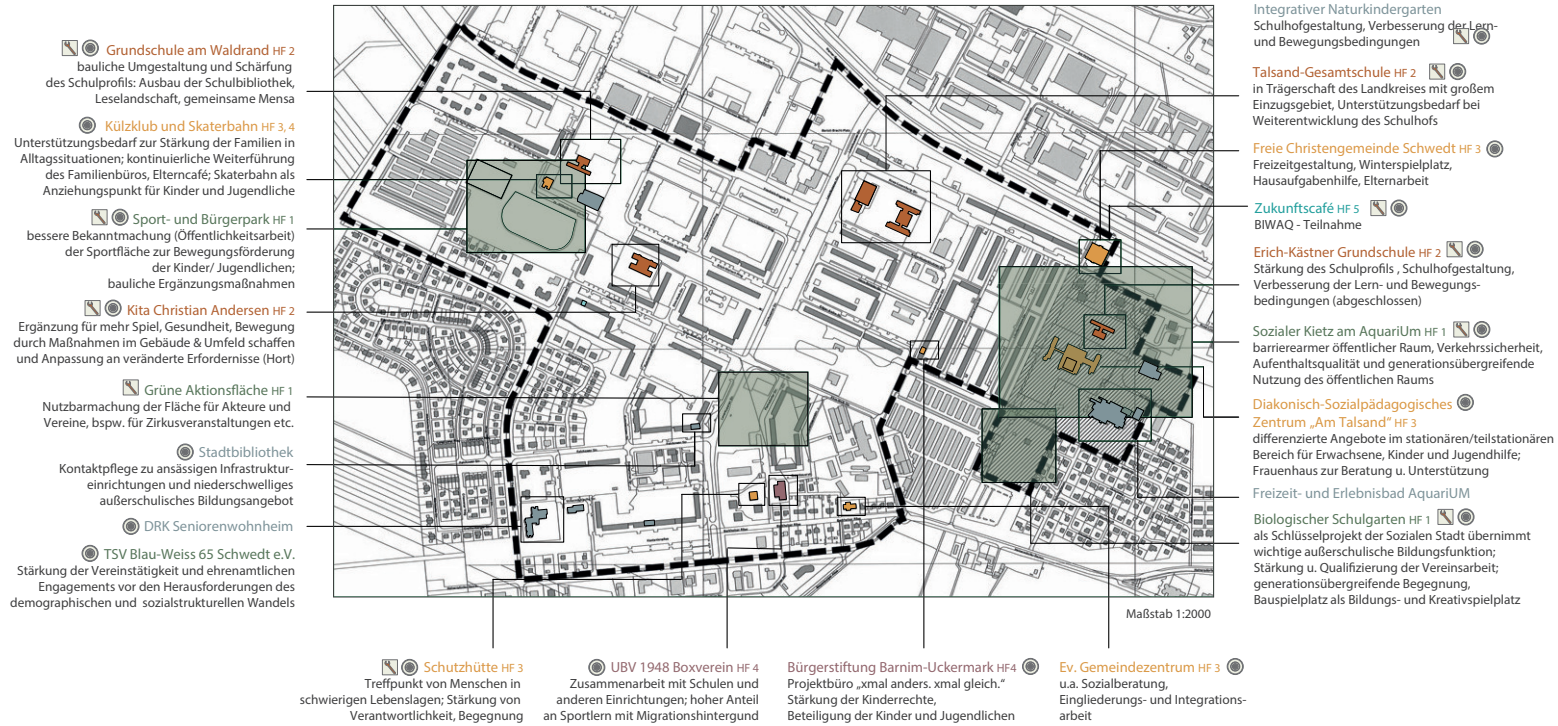 Grundschule am Waldrand HF 2
bauliche Umgestaltung und Schärfung
des Schulprofils: Ausbau der Schulbibliothek,
Leselandschaft, gemeinsame Mensa
Külzklub und Skaterbahn HF 3, 4
Unterstützungsbedarf zur Stärkung der Familien in
Alltagssituationen; kontinuierliche Weiterführung
des Familienbüros, Elterncafé; Skaterbahn als
Anziehungspunkt für Kinder und Jugendliche
Sport- und Bürgerpark HF 1
bessere Bekanntmachung (Öffentlichkeitsarbeit)
der Sportfläche zur Bewegungsförderung
der Kinder/ Jugendlichen;
bauliche Ergänzungsmaßnahmen
Kita Christian Andersen HF 2
Ergänzung für mehr Spiel, Gesundheit, Bewegung
durch Maßnahmen im Gebäude & Umfeld schaffen
und Anpassung an veränderte Erfordernisse (Hort)
Grüne Aktionsfläche HF 1
Nutzbarmachung der Fläche für Akteure und
Vereine, bspw. für Zirkusveranstaltungen etc.
Stadtbibliothek
Kontaktpflege zu ansässigen Infrastruktur-
einrichtungen und niederschwelliges
außerschulisches Bildungsangebot
DRK Seniorenwohnheim
TSV Blau-Weiss 65 Schwedt e.V.
Stärkung der Vereinstätigkeit und ehrenamtlichen
Engagements vor den Herausforderungen des
demographischen und sozialstrukturellen Wandels
Integrativer Naturkindergarten
Schulhofgestaltung, Verbesserung der Lern-
und Bewegungsbedingungen
Talsand-Gesamtschule HF 2
in Trägerschaft des Landkreises mit großem
Einzugsgebiet, Unterstützungsbedarf bei
Weiterentwicklung des Schulhofs
Freie Christengemeinde Schwedt HF 3
Freizeitgestaltung, Winterspielplatz,
Hausaufgabenhilfe, Elternarbeit
Zukunftscafé HF 5
BIWAQ - Teilnahme
Erich-Kästner Grundschule HF 2
Stärkung des Schulprofils , Schulhofgestaltung,
Verbesserung der Lern- und Bewegungs-
bedingungen (abgeschlossen)
Sozialer Kietz am AquariUm HF 1
barrierearmer öffentlicher Raum, Verkehrssicherheit,
Aufenthaltsqualität und generationsübergreifende
Nutzung des öffentlichen Raums
Diakonisch-Sozialpädagogisches
Zentrum „Am Talsand" HF 3
differenzierte Angebote im stationären/teilstationären
Bereich für Erwachsene, Kinder und Jugendhilfe;
Frauenhaus zur Beratung u. Unterstützung
Freizeit- und Erlebnisbad AquariUM
Biologischer Schulgarten HF 1
als Schlüsselprojekt der Sozialen Stadt übernimmt
wichtige außerschulische Bildungsfunktion;
Stärkung u. Qualifizierung der Vereinsarbeit;
generationsübergreifende Begegnung,
Bauspielplatz als Bildungs- und Kreativspielplatz
Maßstab 1:2000
Schutzhütte HF 3
Treffpunkt von Menschen in
schwierigen Lebenslagen; Stärkung von
Verantwortlichkeit, Begegnung
UBV 1948 Boxverein HF 4
Zusammenarbeit mit Schulen und
anderen Einrichtungen; hoher Anteil
an Sportlern mit Migrationshintergund
Bürgerstiftung Barnim-Uckermark HF4
Projektbüro „xmal anders. xmal gleich."
Stärkung der Kinderrechte,
Beteiligung der Kinder und Jugendlichen
Ev. Gemeindezentrum HF 3
u.a. Sozialberatung,
Eingliederungs- und Integrations-
arbeit